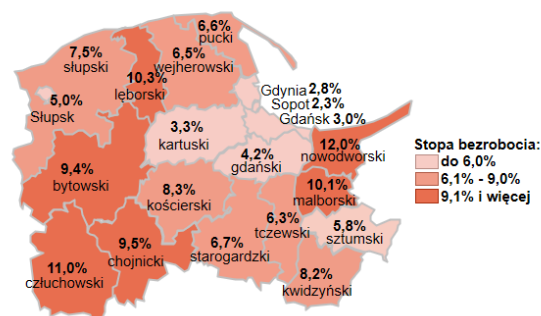 6,6%
pucki
7,5%
słupski
6,5%
wejherowski
10,3%
lęborski
Gdynia 2,8%
Sopot 2,3%
Gdańsk 3,0%
5,0%
Słupsk
3,3%
kartuski
12,0%
nowodworski
4,2%
gdański
9,4%
bytowski
8,3%
kościerski
10,1%
malborski
6,3%
tczewski
5,8%
sztumski
9,5%
chojnicki
6,7%
starogardzki
11,0%
człuchowski
8,2%
kwidzyński
Stopa bezrobocia:
do 6,0%
6,1% - 9,0%
9,1% i więcej